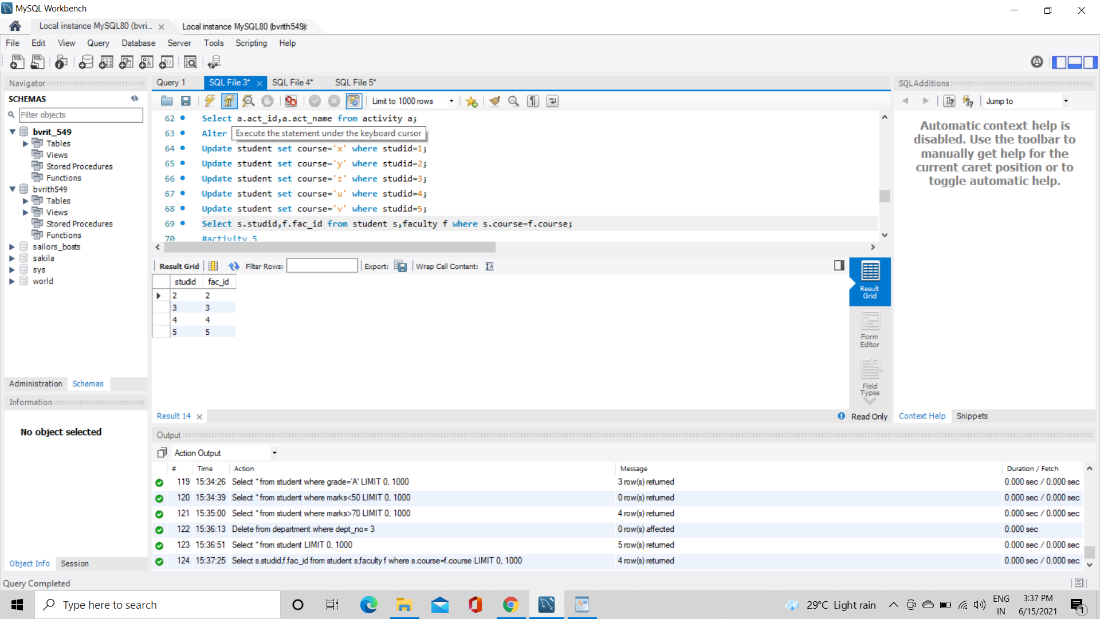 MySQL Workbench
Local instance MySQL80 (bvri... × Local instance MySQL80 (bvrith549) ×
File Edit View Query Database Server Tools Scripting Help
Navigator
SCHEMAS
Filter objects
bvrit_549
Tables
Views
Stored Procedures
Functions
bvrith549
Tables
Views
Stored Procedures
Functions
sailors_boats
sakila
sys
world
Administration Schemas
Information
No object selected
Object Info Session
Query 1 SQL File 3* × SQL File 4* SQL File 5*
Limit to 1000 rows
62 Select a.act_id,a.act_name from activity a;
63 Alter
Execute the statement under the keyboard cursor
64 Update student set course='x' where studid=1;
65 Update student set course='y' where studid=2;
66 Update student set course='z' where studid=3;
67 Update student set course='u' where studid=4;
68 Update student set course='v' where studid=5;
69 Select s.studid,f.fac_id from student s,faculty f where s.course=f.course;
70 #activity 5
Result Grid Filter Rows: Export: Wrap Cell Content:
studid fac_id
2 2
3 3
4 4
5 5
Result Grid
Form Editor
Field Types
Result 14 × Read Only
SQLAdditions
Jump to
Automatic context help is
disabled. Use the toolbar to
manually get help for the
current caret position or to
toggle automatic help.
Context Help Snippets
Output
Action Output
# Time Action Message Duration / Fetch
119 15:34:26 Select * from student where grade='A' LIMIT 0, 1000 3 row(s) returned 0.000 sec / 0.000 sec
120 15:34:39 Select * from student where marks<50 LIMIT 0, 1000 0 row(s) returned 0.000 sec / 0.000 sec
121 15:35:00 Select * from student where marks>70 LIMIT 0, 1000 4 row(s) returned 0.000 sec / 0.000 sec
122 15:36:13 Delete from department where dept_no= 3 0 row(s) affected 0.000 sec
123 15:36:51 Select * from student LIMIT 0, 1000 5 row(s) returned 0.000 sec / 0.000 sec
124 15:37:25 Select s.studid,f.fac_id from student s,faculty f where s.course=f.course LIMIT 0, 1000 4 row(s) returned 0.000 sec / 0.000 sec
Query Completed
Type here to search
29°C Light rain
ENG
IN
3:37 PM
6/15/2021
1